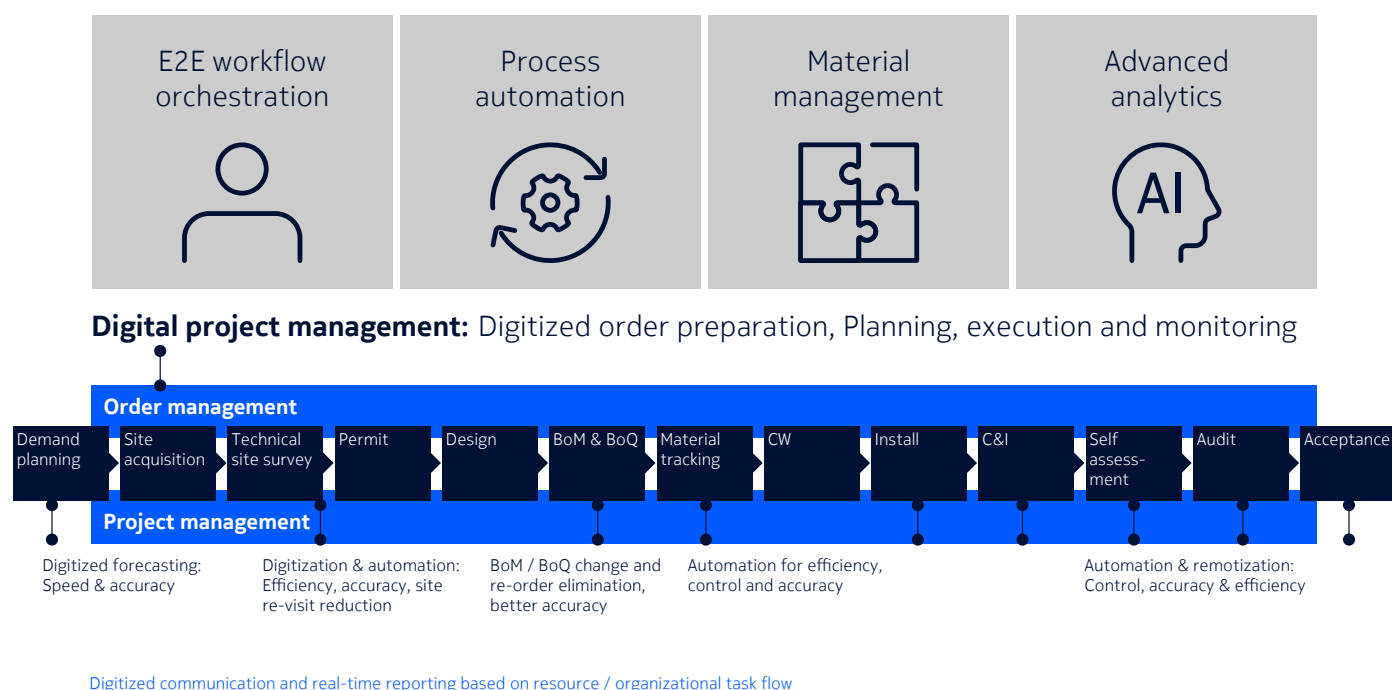 E2E workflow
orchestration
Process
automation
Material
management
Advanced
analytics
AI
Digital project management: Digitized order preparation, Planning, execution and monitoring
Order management
Demand
planning
Site
acquisition
Technical
site survey
Permit
Design
BoM & BoQ
Material
tracking
CW
Install
C&I
Self
assess-
ment
Audit
Acceptance
Project management
Digitized forecasting:
Speed & accuracy
Digitization & automation:
Efficiency, accuracy, site
re-visit reduction
BoM / BoQ change and
re-order elimination,
better accuracy
Automation for efficiency,
control and accuracy
Automation & remotization:
Control, accuracy & efficiency
Digitized communication and real-time reporting based on resource / organizational task flow